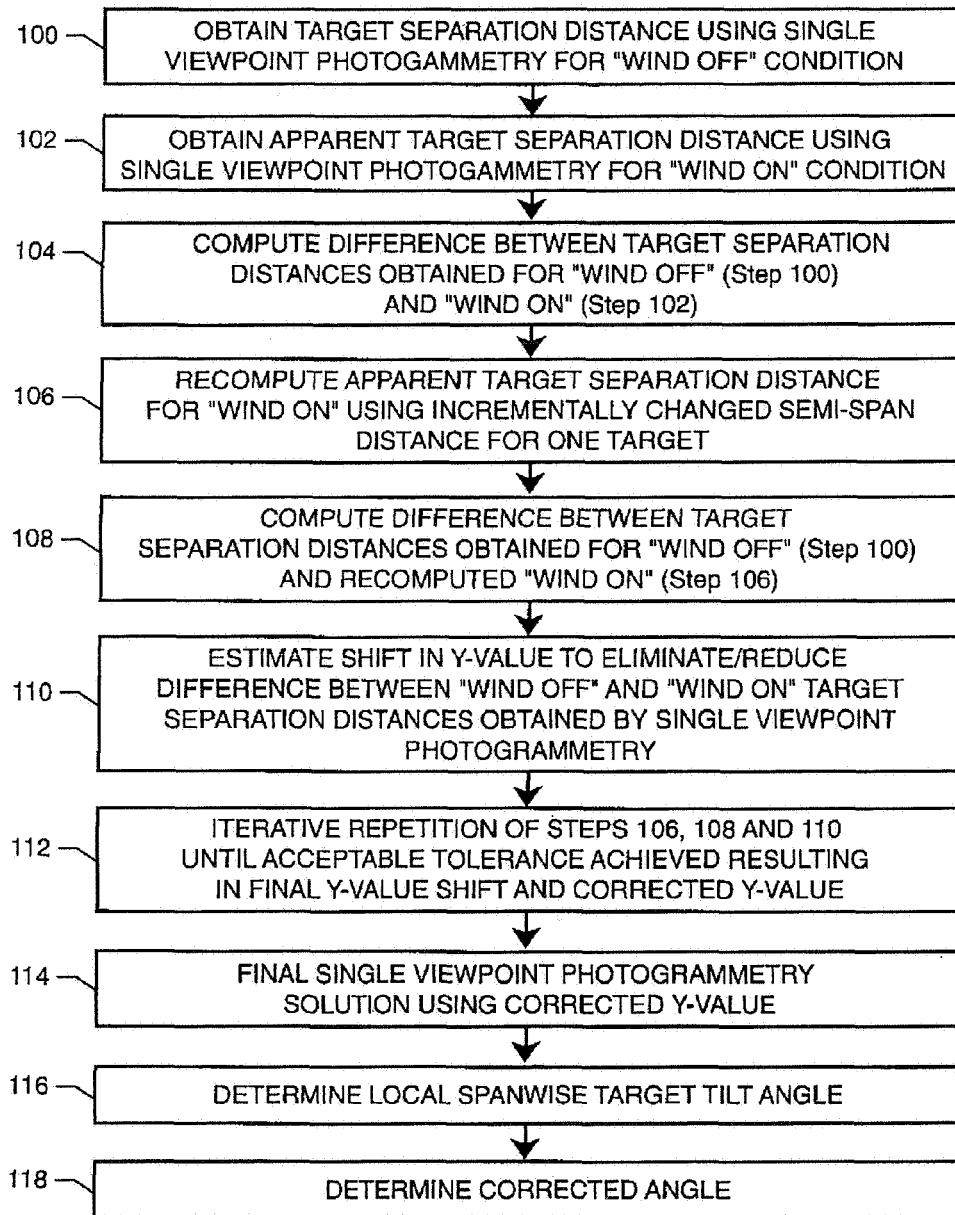 100
OBTAIN TARGET SEPARATION DISTANCE USING SINGLE
VIEWPOINT PHOTOGAMMETRY FOR "WIND OFF" CONDITION
102
OBTAIN APPARENT TARGET SEPARATION DISTANCE USING
SINGLE VIEWPOINT PHOTOGAMMETRY FOR "WIND ON" CONDITION
104
COMPUTE DIFFERENCE BETWEEN TARGET SEPARATION
DISTANCES OBTAINED FOR "WIND OFF" (Step 100)
AND "WIND ON" (Step 102)
106
RECOMPUTE APPARENT TARGET SEPARATION DISTANCE
FOR "WIND ON" USING INCREMENTALLY CHANGED SEMI-SPAN
DISTANCE FOR ONE TARGET
108
COMPUTE DIFFERENCE BETWEEN TARGET
SEPARATION DISTANCES OBTAINED FOR "WIND OFF" (Step 100)
AND RECOMPUTED "WIND ON" (Step 106)
110
ESTIMATE SHIFT IN Y-VALUE TO ELIMINATE/REDUCE
DIFFERENCE BETWEEN "WIND OFF" AND "WIND ON" TARGET
SEPARATION DISTANCES OBTAINED BY SINGLE VIEWPOINT
PHOTOGRAMMETRY
112
ITERATIVE REPETITION OF STEPS 106, 108 AND 110
UNTIL ACCEPTABLE TOLERANCE ACHIEVED RESULTING
IN FINAL Y-VALUE SHIFT AND CORRECTED Y-VALUE
114
FINAL SINGLE VIEWPOINT PHOTOGRAMMETRY
SOLUTION USING CORRECTED Y-VALUE
116
DETERMINE LOCAL SPANWISE TARGET TILT ANGLE
118
DETERMINE CORRECTED ANGLE